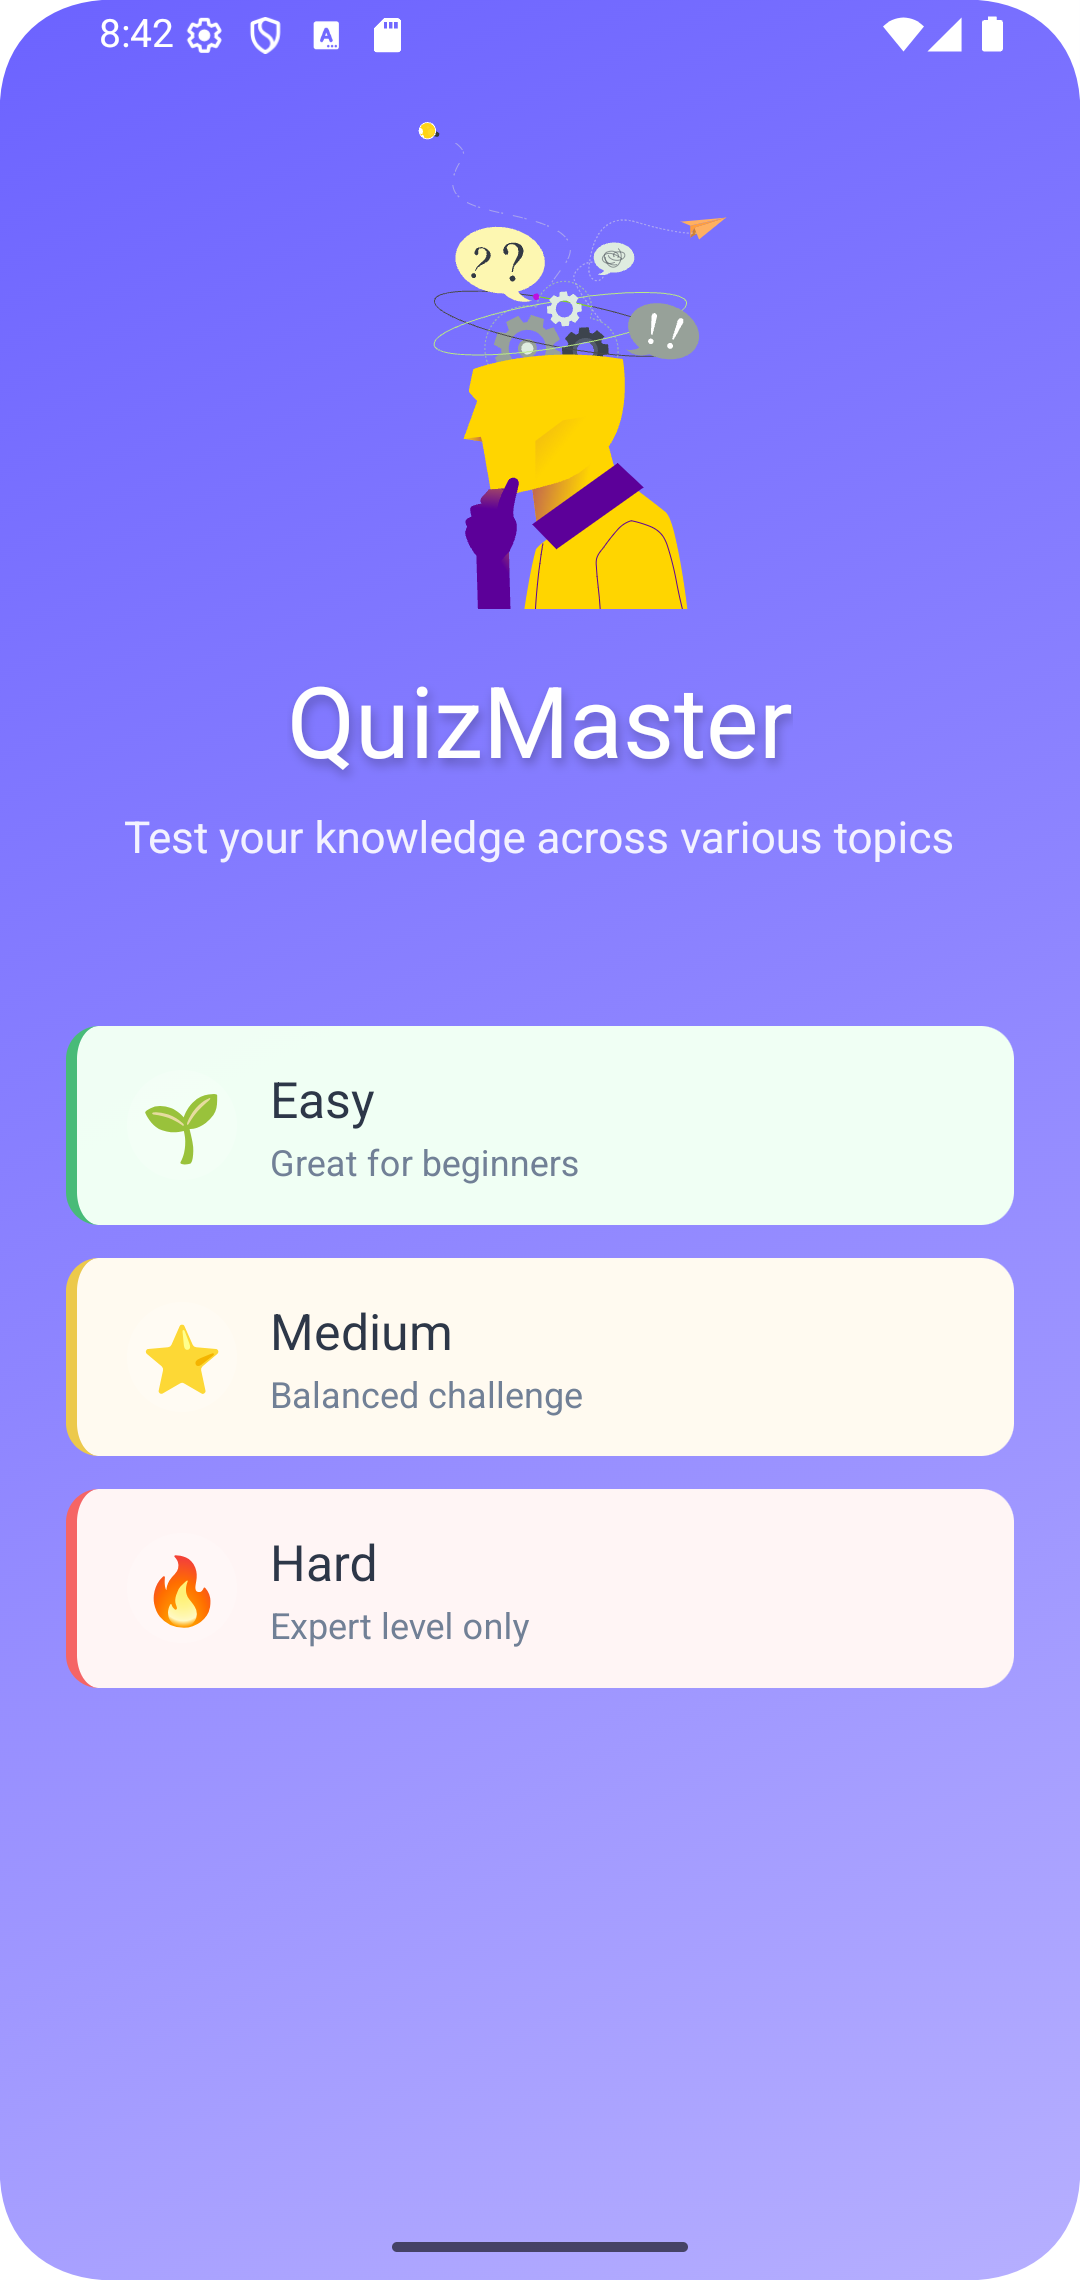 8:42
A
? ?
! !
QuizMaster
Test your knowledge across various topics
Easy
Great for beginners
Medium
Balanced challenge
Hard
Expert level only